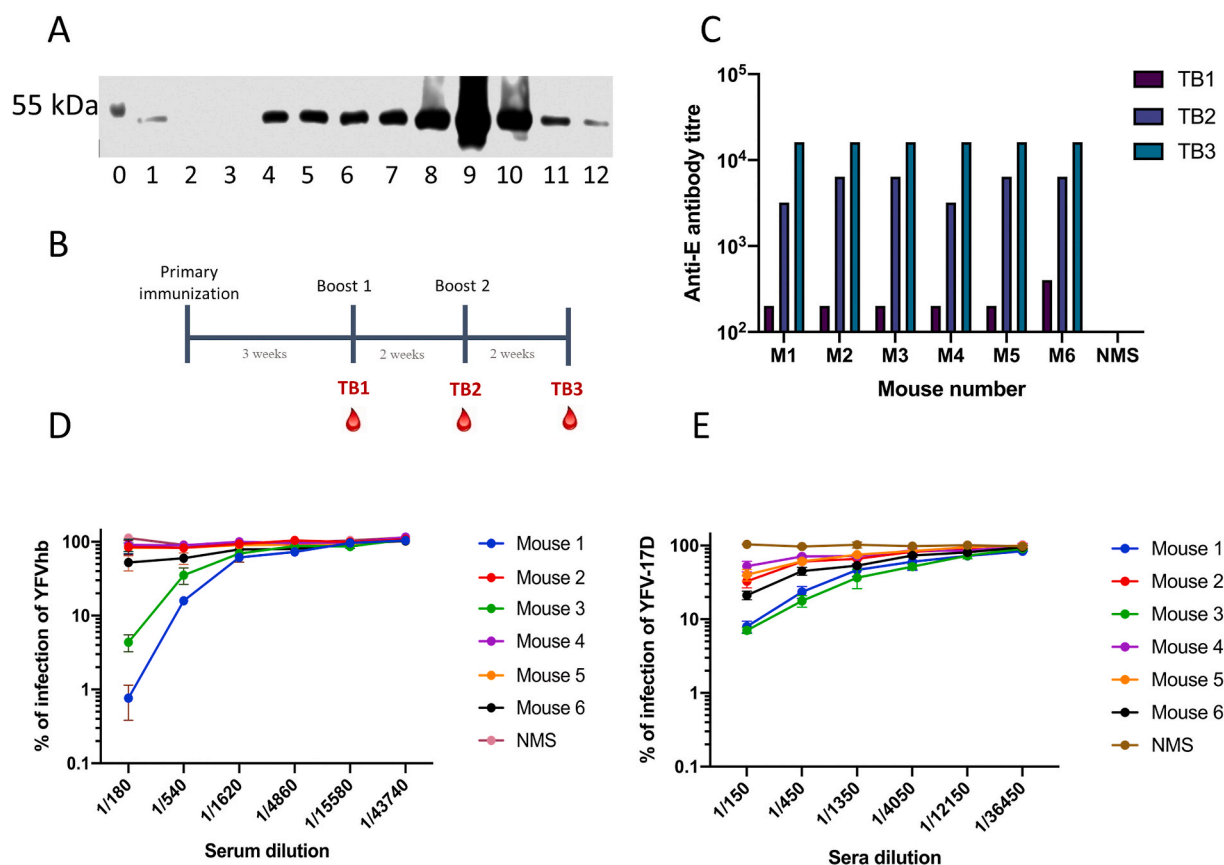 A
55 kDa
0 1 2 3 4 5 6 7 8 9 10 11 12
B
Primary
immunization
Boost 1
Boost 2
3 weeks
2 weeks
2 weeks
TB1
TB2
TB3
C
Anti-E antibody titre
10^5
10^4
10^3
10^2
M1 M2 M3 M4 M5 M6 NMS
Mouse number
TB1
TB2
TB3
D
% of infection of YFVhb
100
10
1
0.1
1/180
1/540
1/1620
1/4860
1/15580
1/43740
Serum dilution
Mouse 1
Mouse 2
Mouse 3
Mouse 4
Mouse 5
Mouse 6
NMS
E
% of infection of YFV-17D
100
10
1
0.1
1/150
1/450
1/1350
1/4050
1/12150
1/36450
Sera dilution
Mouse 1
Mouse 2
Mouse 3
Mouse 4
Mouse 5
Mouse 6
NMS